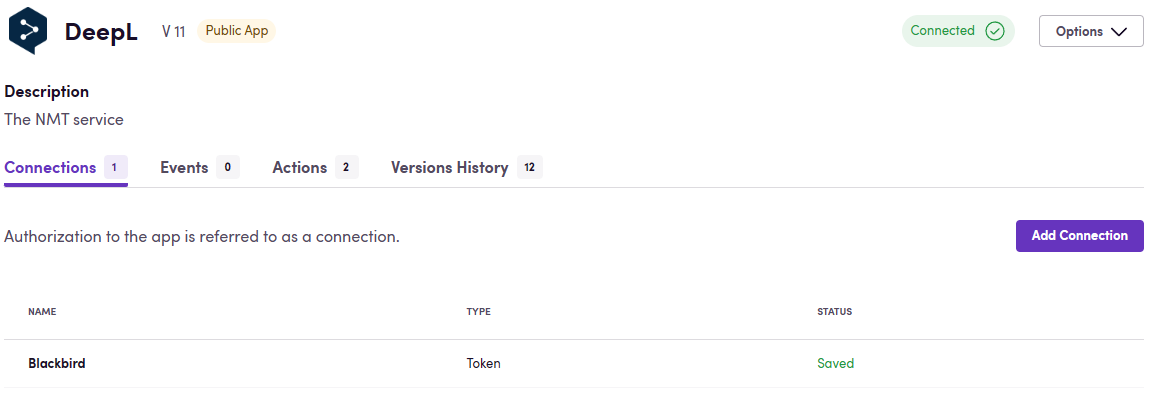 DeepL V 11 Public App Connected Options
Description
The NMT service
Connections 1 Events 0 Actions 2 Versions History 12
Authorization to the app is referred to as a connection. Add Connection
NAME TYPE STATUS
Blackbird Token Saved